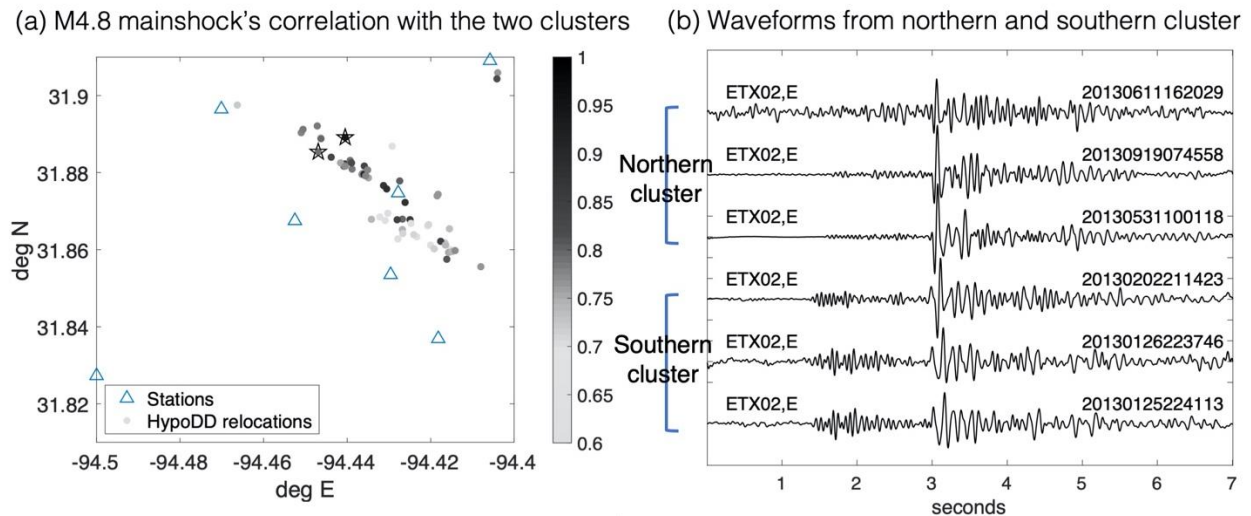 (a) M4.8 mainshock's correlation with the two clusters
31.9
31.88
31.86
31.84
31.82
deg N
-94.5
-94.48
-94.46
-94.44
-94.42
-94.4
deg E
Stations
HypoDD relocations
1
0.95
0.9
0.85
0.8
0.75
0.7
0.65
0.6
(b) Waveforms from northern and southern cluster
Northern
cluster
Southern
cluster
ETX02,E 20130611162029
ETX02,E 20130919074558
ETX02,E 20130531100118
ETX02,E 20130202211423
ETX02,E 20130126223746
ETX02,E 20130125224113
1 2 3 4 5 6 7
seconds